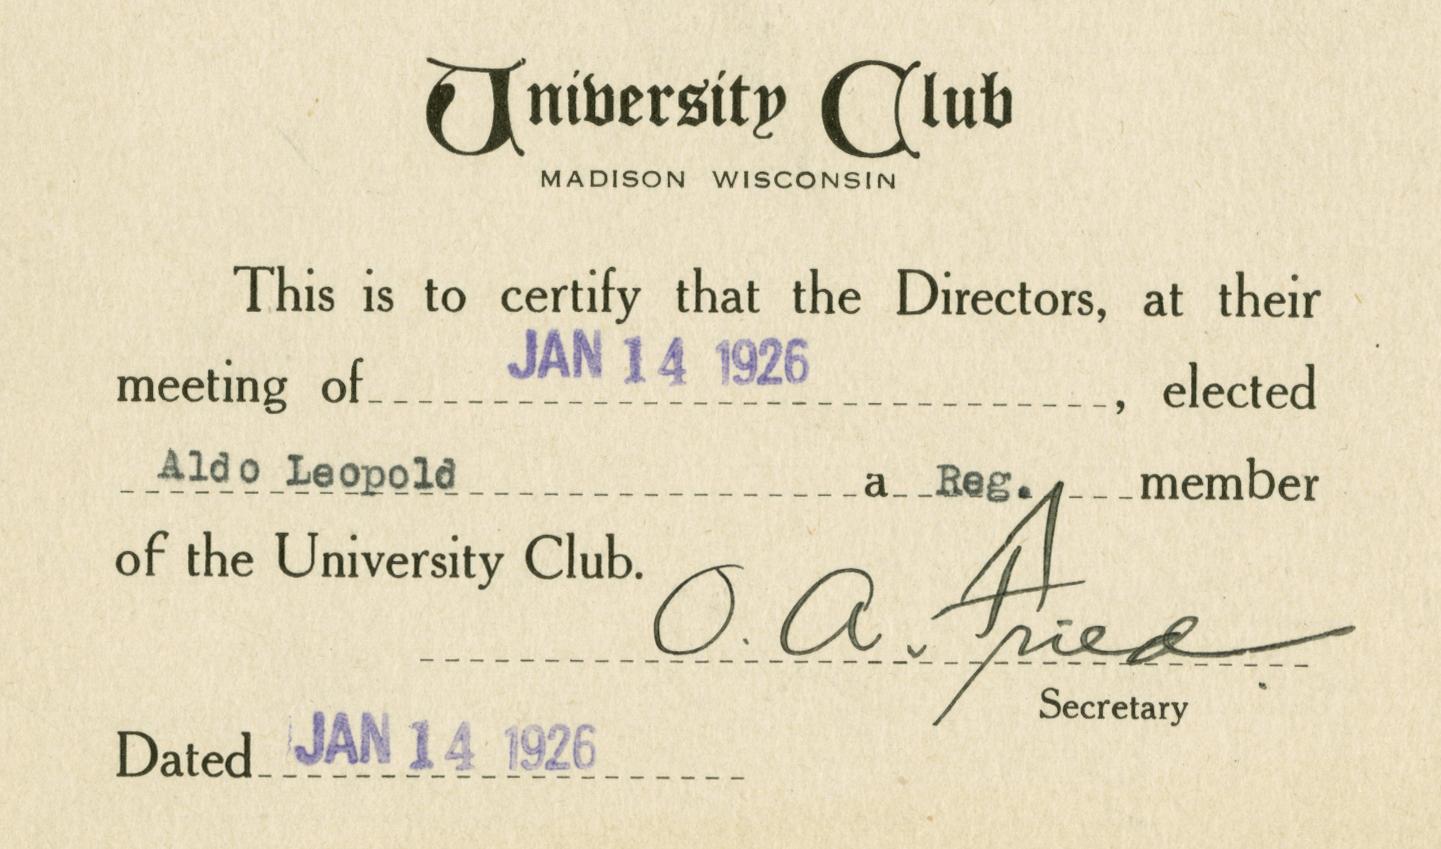 University Club
MADISON WISCONSIN
This is to certify that the Directors, at their
meeting of JAN 14 1926, elected
Aldo Leopold a Reg. member
of the University Club.
O. A. Fried
Secretary
Dated JAN 14 1926